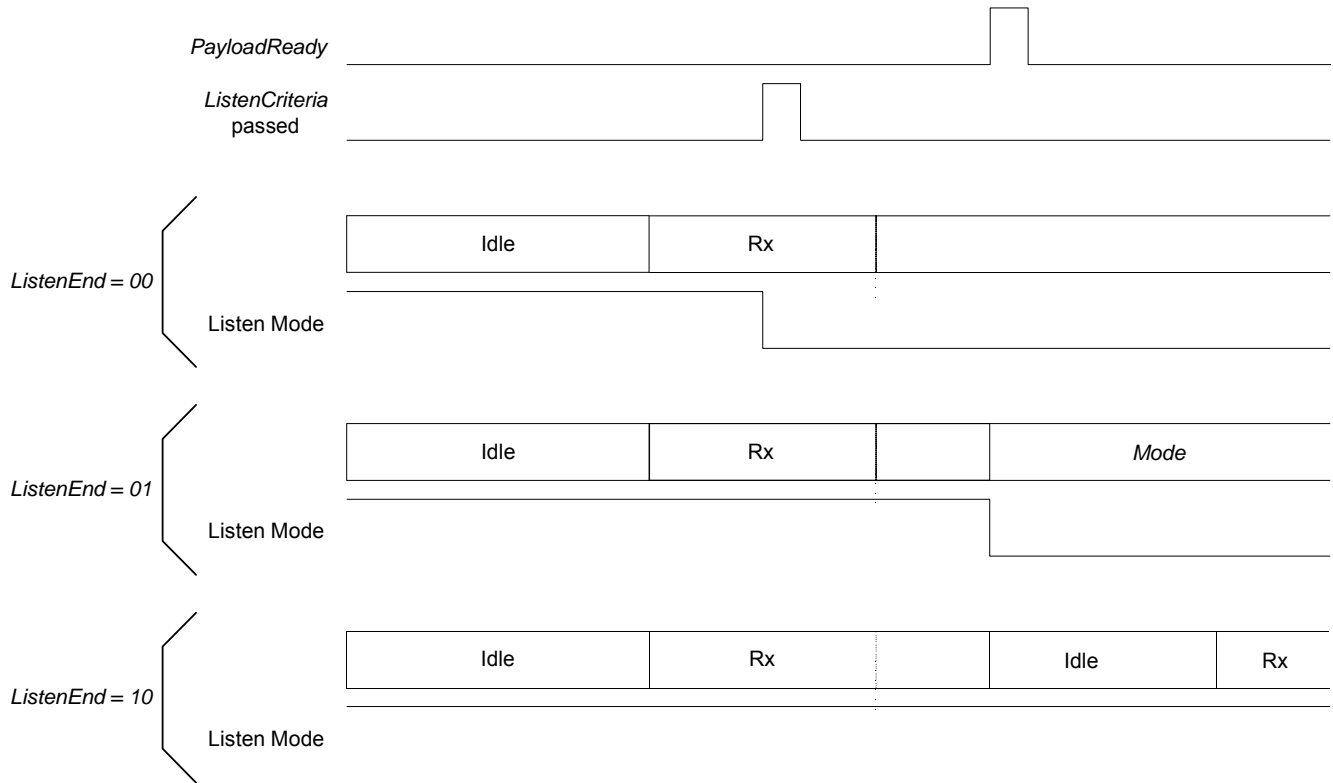 PayloadReady
ListenCriteria
passed
Idle
Rx
ListenEnd = 00
Listen Mode
Idle
Rx
Mode
ListenEnd = 01
Listen Mode
Idle
Rx
Idle
Rx
ListenEnd = 10
Listen Mode